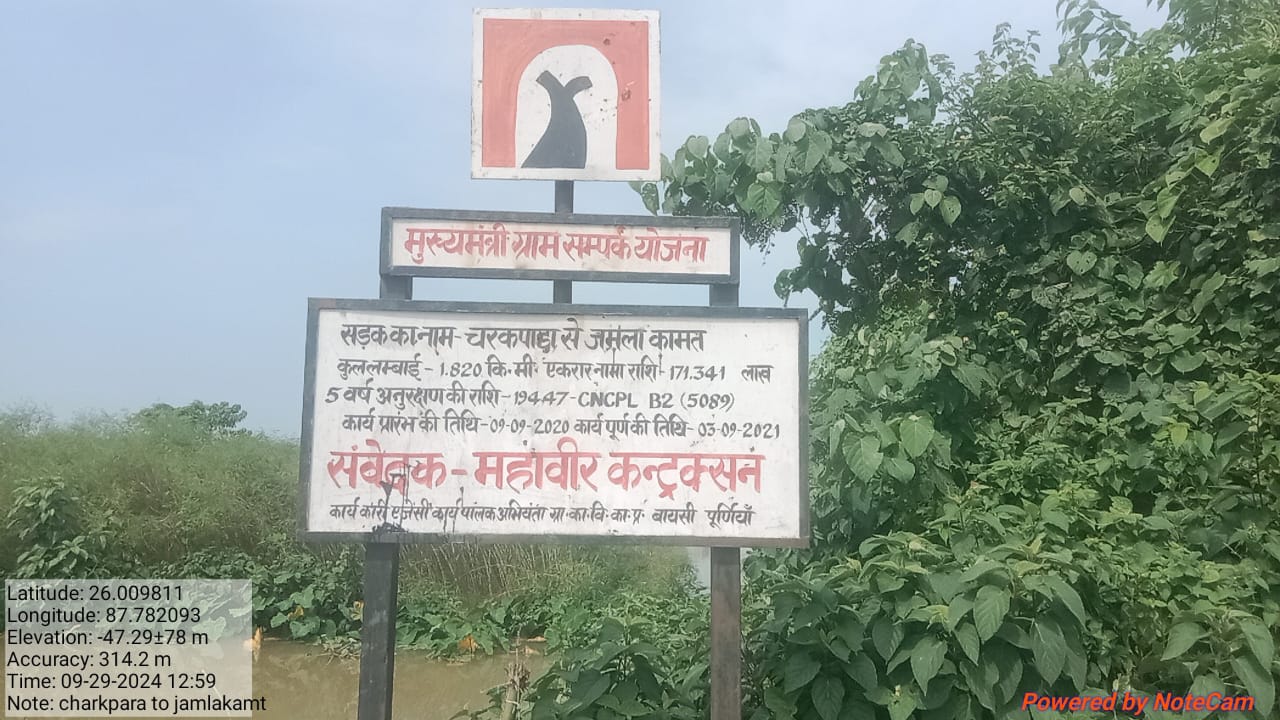 मुख्यमंत्री ग्राम सम्पर्क योजना
सड़क का नाम - चरकपाड़ा से जमला कामत
कुल लम्बाई - 1.820 कि.मी. एकरारनामा राशि - 171.341 लाख
5 वर्ष अनुरक्षण की राशि - 19.447 - CNCPL B2 (5089)
कार्य प्रारंभ की तिथि - 09-09-2020 कार्य पूर्ण की तिथि - 03-09-2021
संवेदक - महावीर कन्ट्रक्सन
कार्यकारी एजेंसी कार्यपालक अभियंता ग्रा.का.वि.का.प्र. बायसी पूर्णियाँ
Latitude: 26.009811
Longitude: 87.782093
Elevation: -47.29±78 m
Accuracy: 314.2 m
Time: 09-29-2024 12:59
Note: charkpara to jamlakamt
Powered by NoteCam